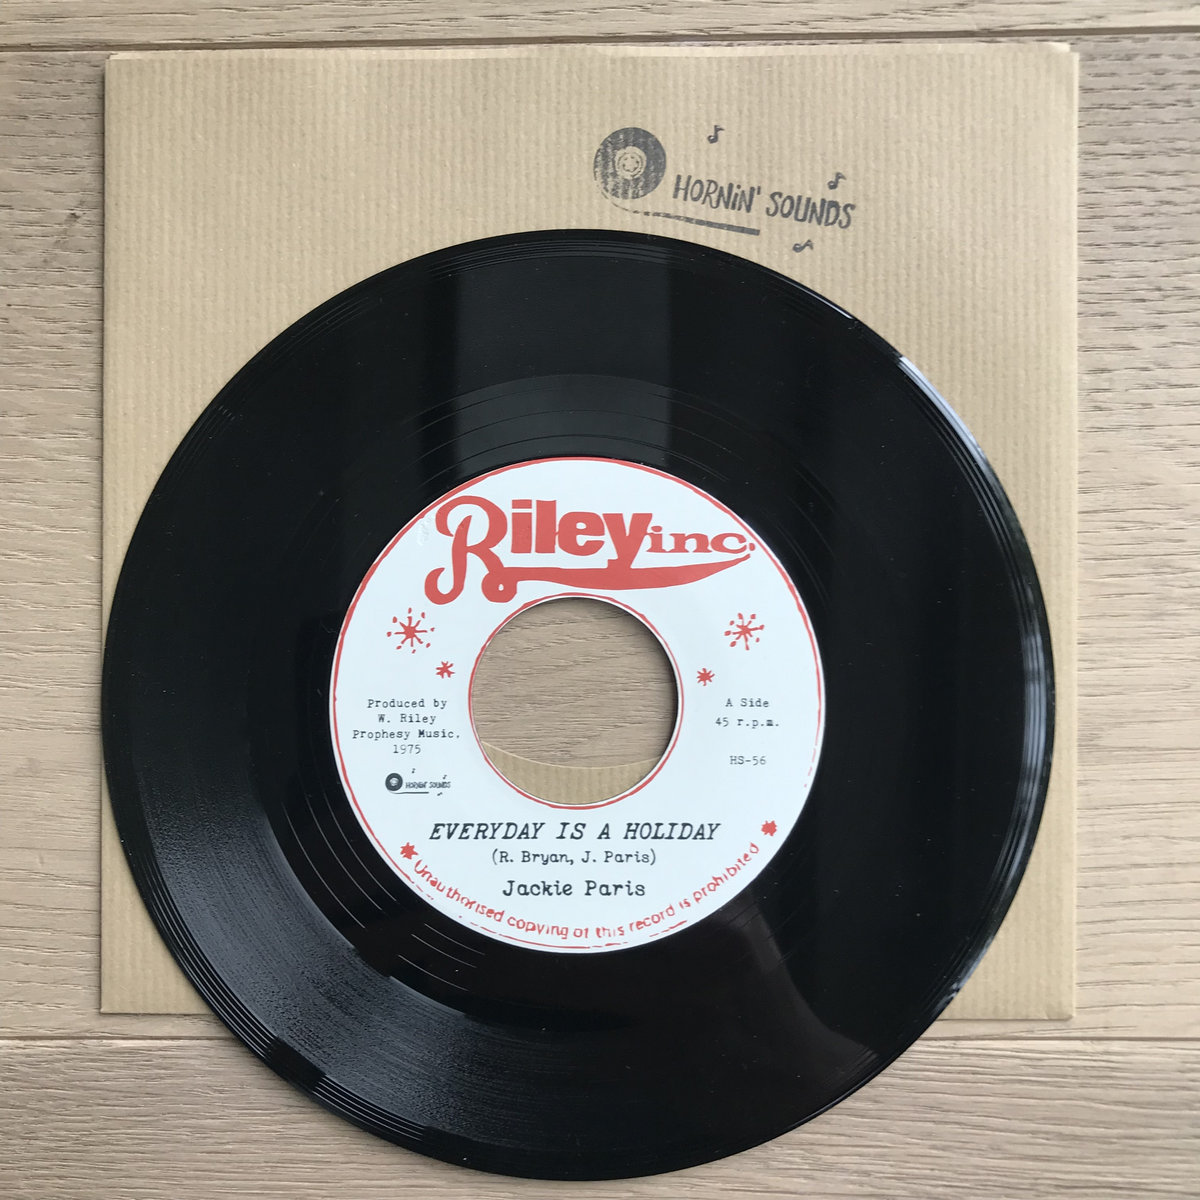 HORNiN' SOUNDS
Riley inc.
Produced by
W. Riley
Prophesy Music.
1975
HORNiN' SOUNDS
A Side
45 r.p.m.
HS-56
EVERYDAY IS A HOLIDAY
(R. Bryan, J. Paris)
Jackie Paris
Unauthorised copying of this record is prohibited